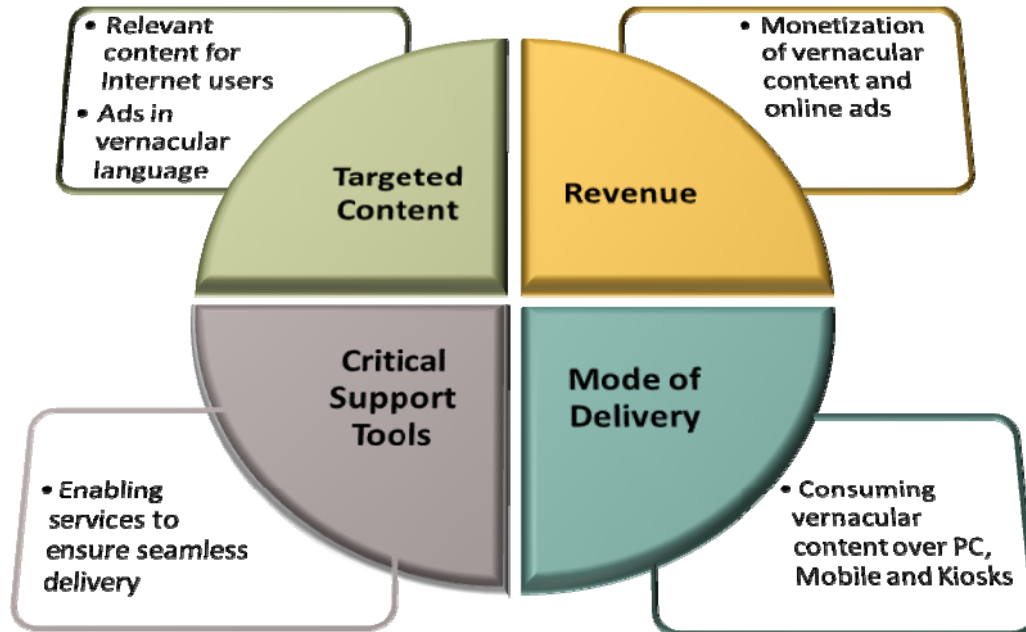 • Relevant
content for
Internet users
• Ads in
vernacular
language
Targeted
Content
• Monetization
of vernacular
content and
online ads
Revenue
Critical
Support
Tools
• Enabling
services to
ensure seamless
delivery
Mode of
Delivery
• Consuming
vernacular
content over PC,
Mobile and Kiosks